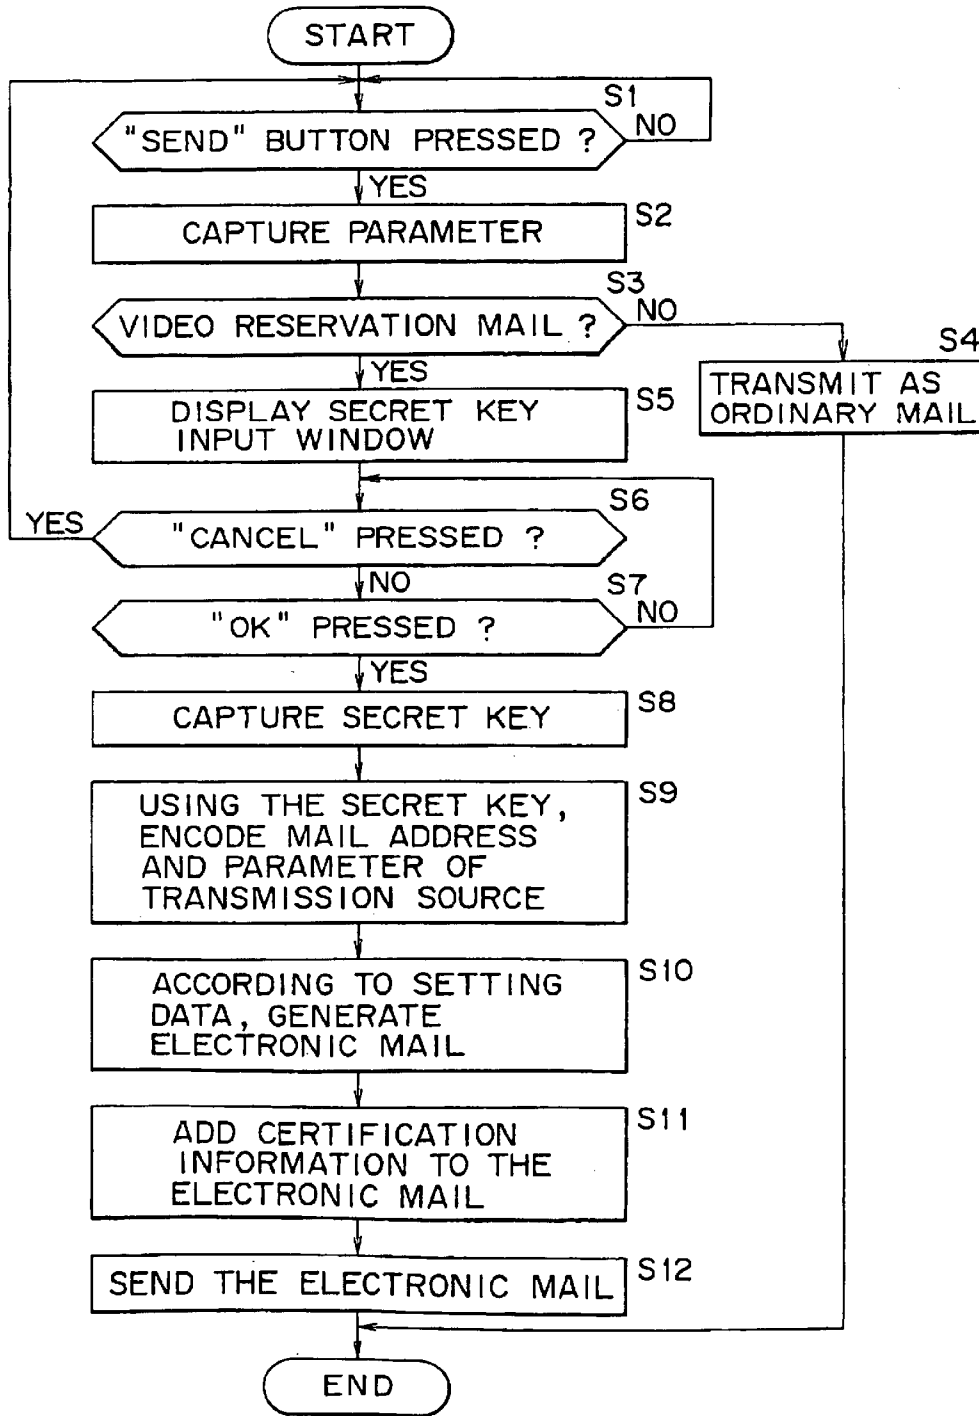 START
S1
"SEND" BUTTON PRESSED ?
NO
YES
S2
CAPTURE PARAMETER
S3
VIDEO RESERVATION MAIL ?
NO
S4
YES
TRANSMIT AS
ORDINARY MAIL
S5
DISPLAY SECRET KEY
INPUT WINDOW
S6
YES
"CANCEL" PRESSED ?
NO
S7
"OK" PRESSED ?
NO
YES
S8
CAPTURE SECRET KEY
S9
USING THE SECRET KEY,
ENCODE MAIL ADDRESS
AND PARAMETER OF
TRANSMISSION SOURCE
S10
ACCORDING TO SETTING
DATA, GENERATE
ELECTRONIC MAIL
S11
ADD CERTIFICATION
INFORMATION TO THE
ELECTRONIC MAIL
S12
SEND THE ELECTRONIC MAIL
END